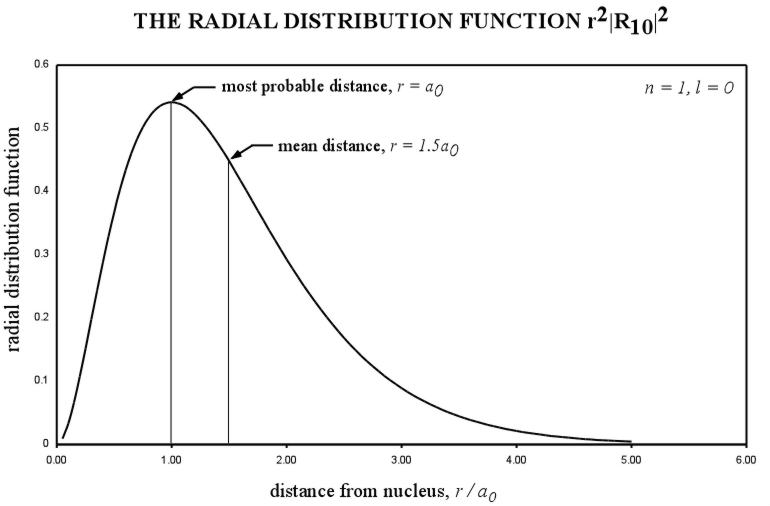 THE RADIAL DISTRIBUTION FUNCTION r²|R₁₀|²
0.6
most probable distance, r = a₀
n = 1, l = 0
0.5
mean distance, r = 1.5a₀
0.4
0.3
0.2
0.1
0
radial distribution function
0.00 1.00 2.00 3.00 4.00 5.00 6.00
distance from nucleus, r / a₀